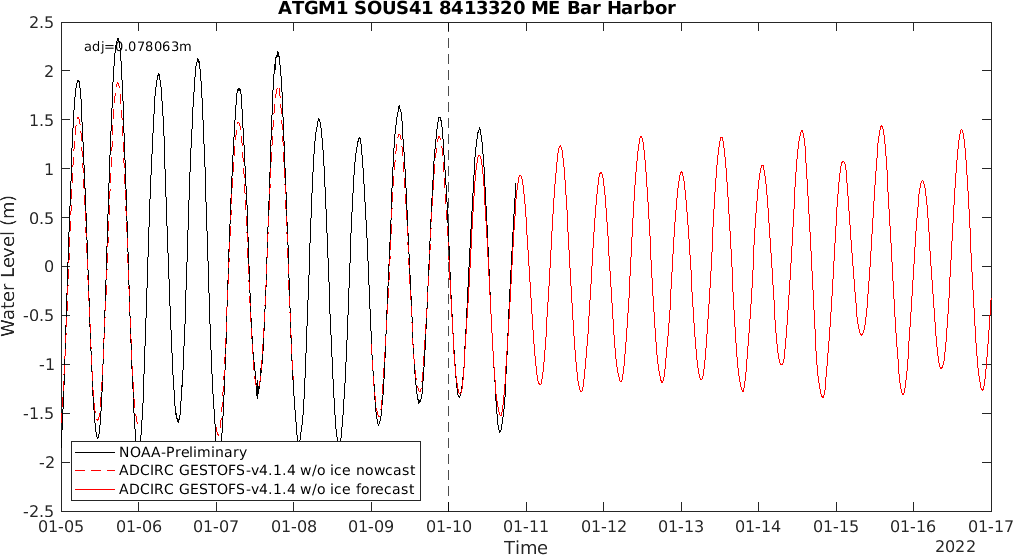 ATGM1 SOUS41 8413320 ME Bar Harbor
adj=0.078063m
Water Level (m)
2.5
2
1.5
1
0.5
0
-0.5
-1
-1.5
-2
-2.5
NOAA-Preliminary
ADCIRC GESTOFS-v4.1.4 w/o ice nowcast
ADCIRC GESTOFS-v4.1.4 w/o ice forecast
01-05 01-06 01-07 01-08 01-09 01-10 01-11 01-12 01-13 01-14 01-15 01-16 01-17
Time
2022